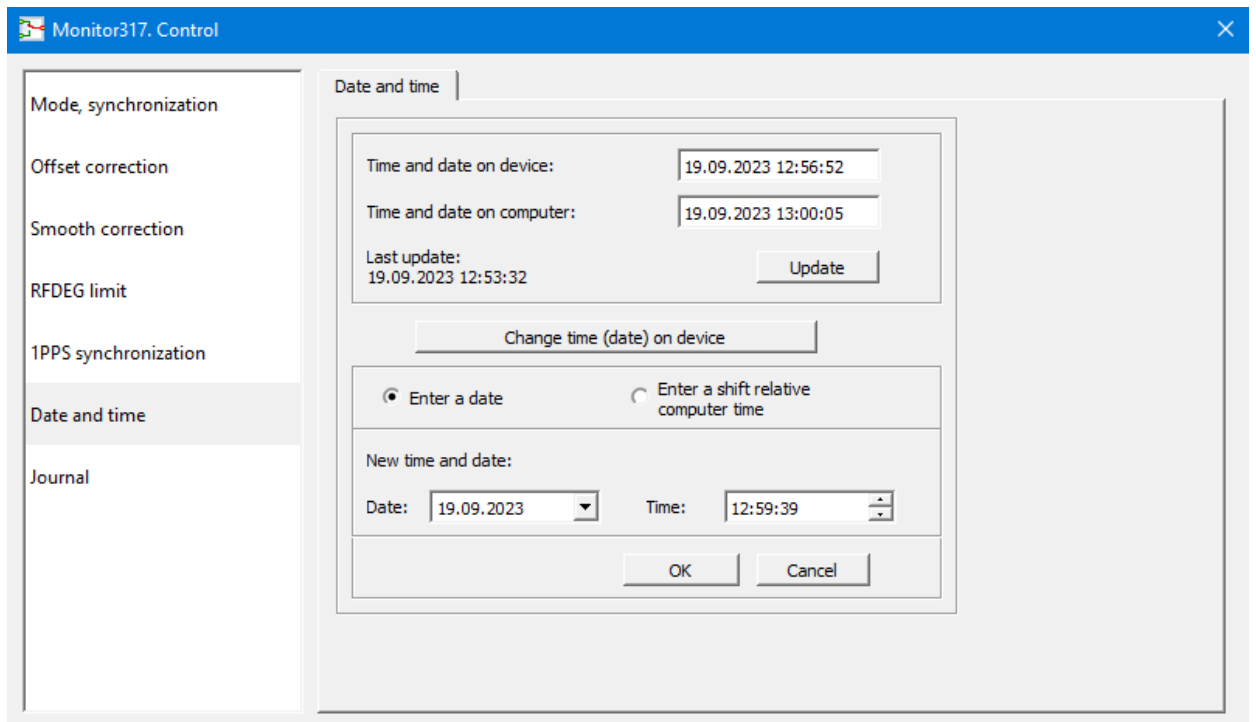 Monitor317. Control
Mode, synchronization
Offset correction
Smooth correction
RFDEG limit
1PPS synchronization
Date and time
Journal
Date and time
Time and date on device: 19.09.2023 12:56:52
Time and date on computer: 19.09.2023 13:00:05
Last update:
19.09.2023 12:53:32
Update
Change time (date) on device
Enter a date
Enter a shift relative
computer time
New time and date:
Date: 19.09.2023 Time: 12:59:39
OK Cancel